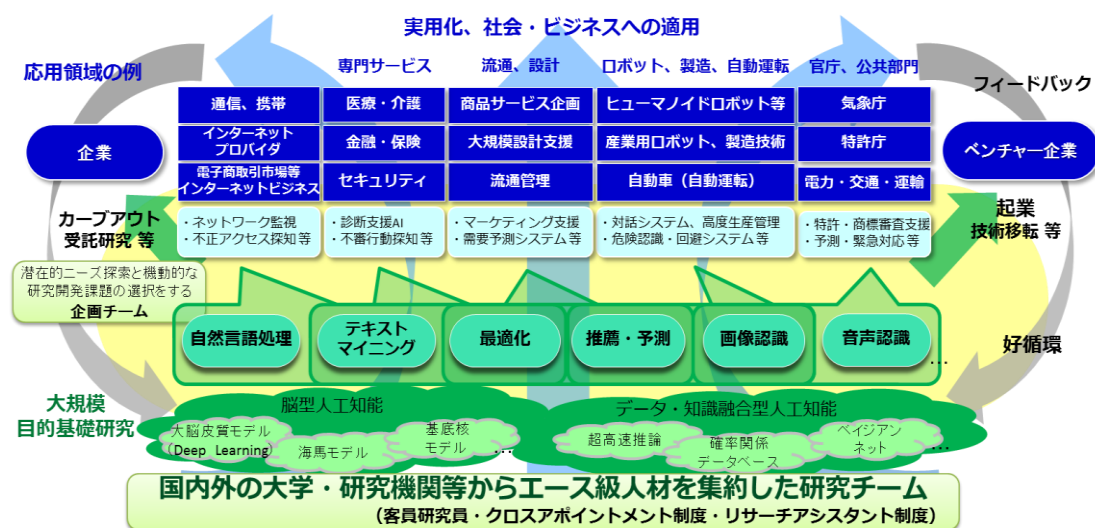 実用化、社会・ビジネスへの適用
応用領域の例
専門サービス
流通、設計
ロボット、製造、自動運転
官庁、公共部門
フィードバック
企業
ベンチャー企業
通信、携帯
医療・介護
商品サービス企画
ヒューマノイドロボット等
気象庁
インターネット
プロバイダ
金融・保険
大規模設計支援
産業用ロボット、製造技術
特許庁
電子商取引市場等
インターネットビジネス
セキュリティ
流通管理
自動車（自動運転）
電力・交通・運輸
カーブアウト
受託研究 等
・ネットワーク監視
・不正アクセス探知 等
・診断支援AI
・不審行動探知 等
・マーケティング支援
・需要予測システム 等
・対話システム、高度生産管理
・危険認識・回避システム 等
・特許・商標審査支援
・予測・緊急対応 等
起業
技術移転 等
潜在的ニーズ探索と機動的な
研究開発課題の選択をする
企画チーム
自然言語処理
テキスト
マイニング
最適化
推薦・予測
画像認識
音声認識
…
好循環
大規模
目的基礎研究
脳型人工知能
大脳皮質モデル
（Deep Learning）
海馬モデル
基底核
モデル
…
データ・知識融合型人工知能
超高速推論
確率関係
データベース
ベイジアン
ネット
…
国内外の大学・研究機関等からエース級人材を集約した研究チーム
（客員研究員・クロスアポイントメント制度・リサーチアシスタント制度）